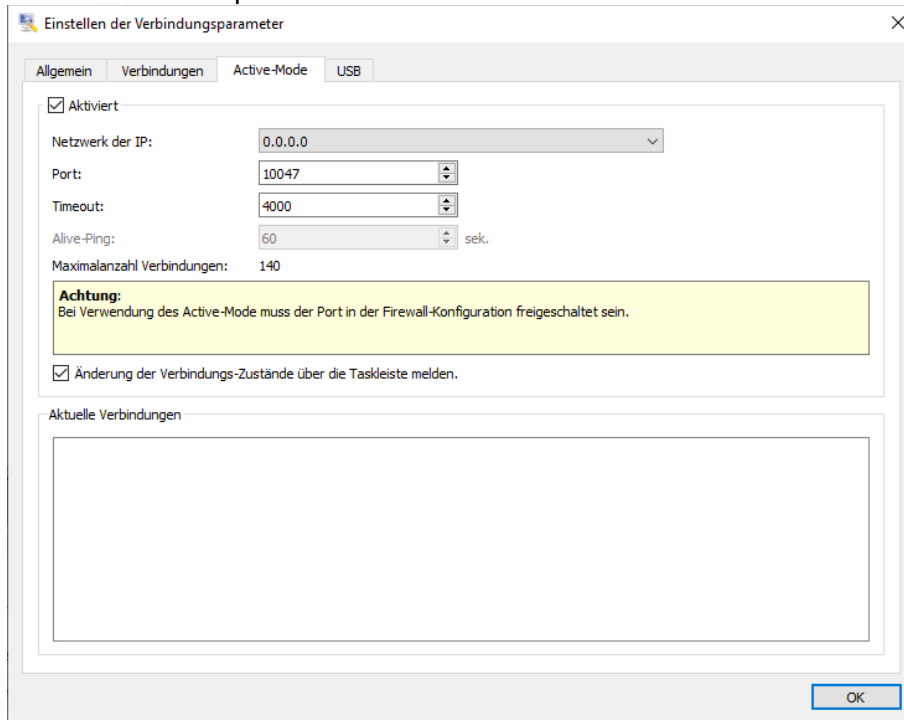 Einstellen der Verbindungsparameter
Allgemein Verbindungen Active-Mode USB
Aktiviert
Netzwerk der IP: 0.0.0.0
Port: 10047
Timeout: 4000
Alive-Ping: 60 sek.
Maximalanzahl Verbindungen: 140
Achtung:
Bei Verwendung des Active-Mode muss der Port in der Firewall-Konfiguration freigeschaltet sein.
Änderung der Verbindungs-Zustände über die Taskleiste melden.
Aktuelle Verbindungen
OK